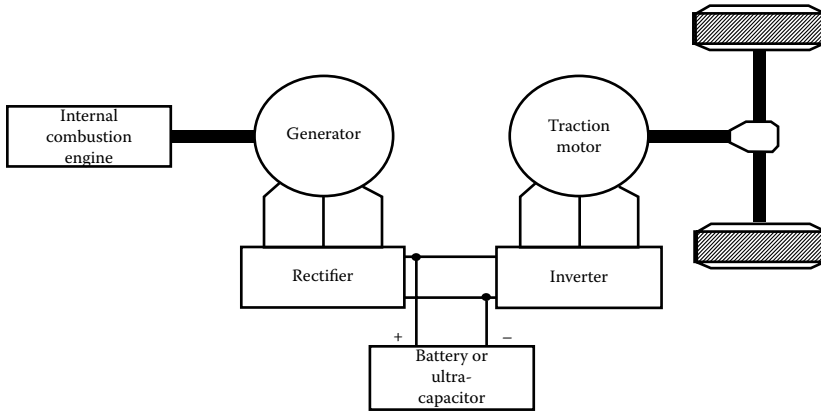 Internal
combustion
engine
Generator
Traction
motor
Rectifier
Inverter
+
–
Battery or
ultra-
capacitor